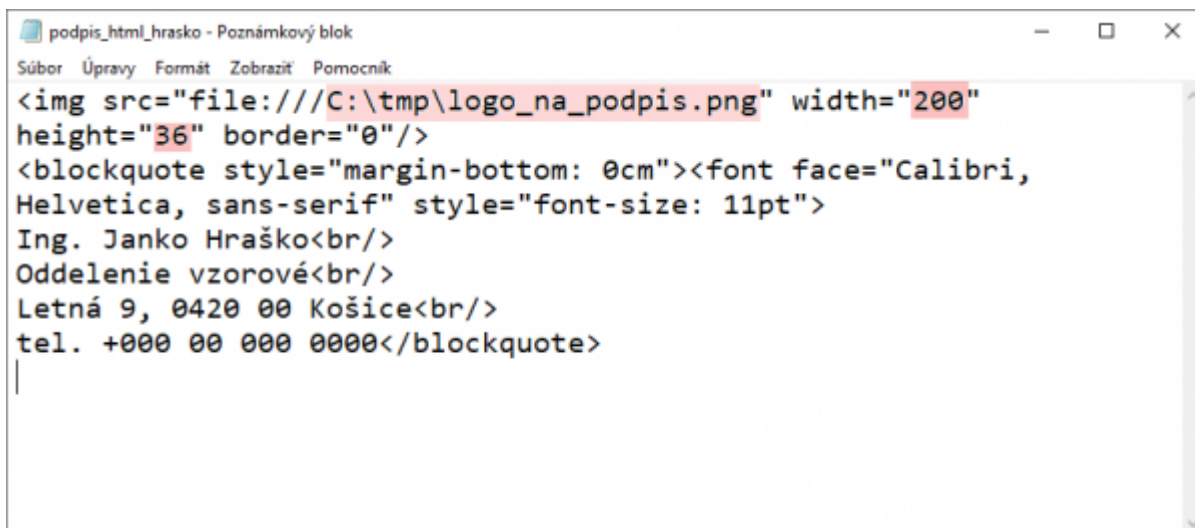 podpis_html_hrasko - Poznámkový blok
Súbor Úpravy Formát Zobraziť Pomocník
<img src="file:///C:\tmp\logo_na_podpis.png" width="200"
height="36" border="0"/>
<blockquote style="margin-bottom: 0cm"><font face="Calibri,
Helvetica, sans-serif" style="font-size: 11pt">
Ing. Janko Hraško<br/>
Oddelenie vzorové<br/>
Letná 9, 0420 00 Košice<br/>
tel. +000 00 000 0000</blockquote>